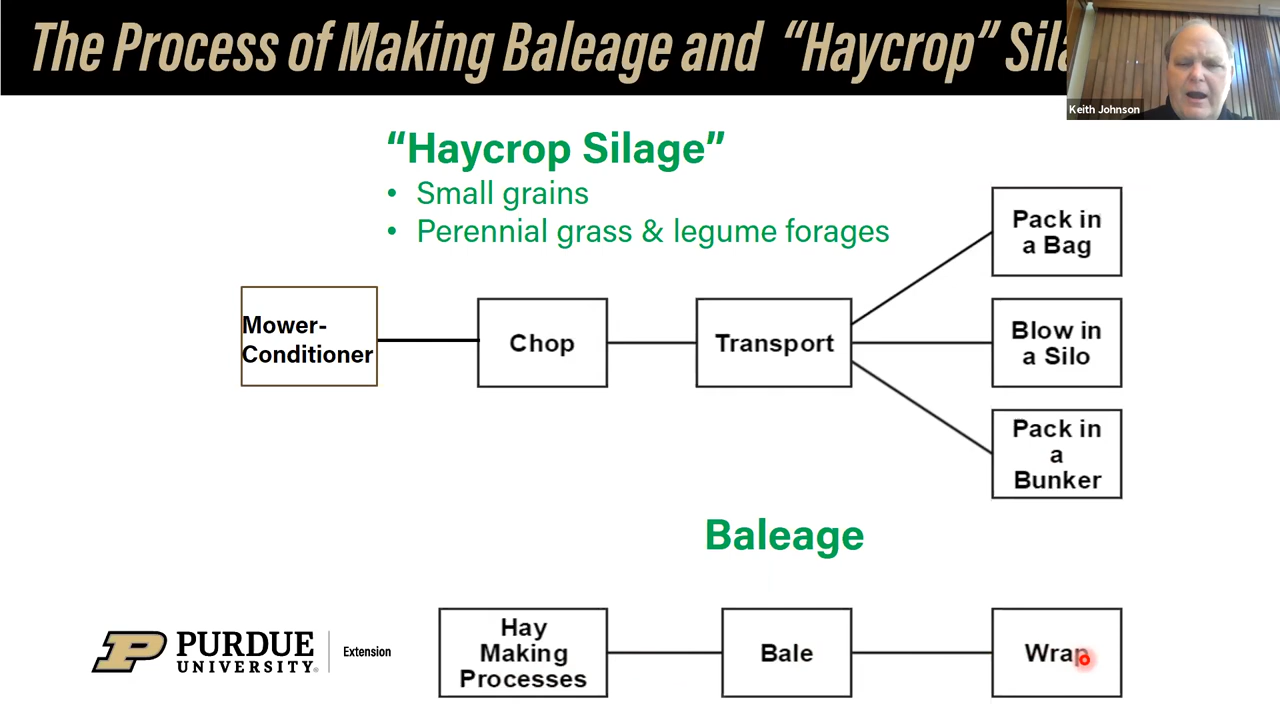 The Process of Making Baleage and “Haycrop”
Keith Johnson
“Haycrop Silage”
• Small grains
• Perennial grass & legume forages
Mower-
Conditioner
Chop
Transport
Pack in
a Bag
Blow in
a Silo
Pack in
a
Bunker
Baleage
Hay
Making
Processes
Bale
Wrap
P PURDUE
UNIVERSITY®
Extension